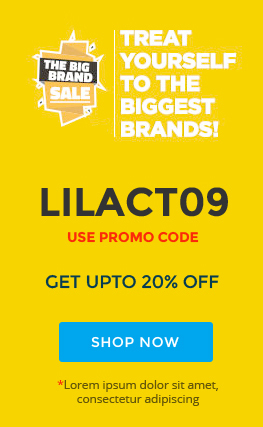 THE BIG
BRAND
SALE
TREAT
YOURSELF
TO THE
BIGGEST
BRANDS!
LILACT09
USE PROMO CODE
GET UPTO 20% OFF
SHOP NOW
*Lorem ipsum dolor sit amet,
consectetur adipiscing